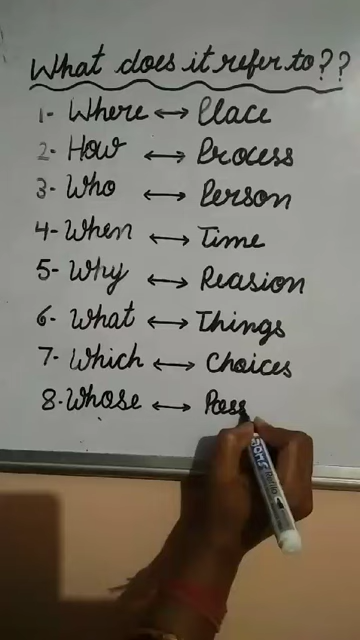 What does it refer to??
1- Where ↔ Place
2- How ↔ Process
3- Who ↔ Person
4- When ↔ Time
5- Why ↔ Reasion
6- What ↔ Things
7- Which ↔ Choices
8- Whose ↔ Poss